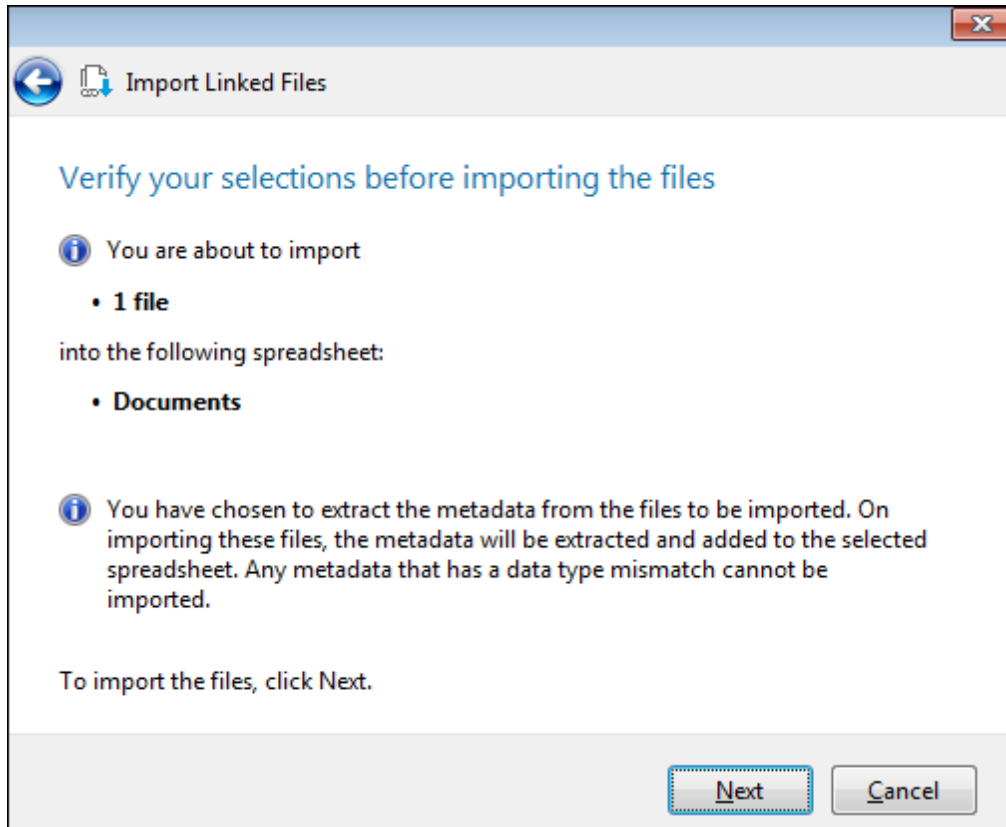 Import Linked Files
Verify your selections before importing the files
You are about to import
• 1 file
into the following spreadsheet:
• Documents
You have chosen to extract the metadata from the files to be imported. On
importing these files, the metadata will be extracted and added to the selected
spreadsheet. Any metadata that has a data type mismatch cannot be
imported.
To import the files, click Next.
Next Cancel